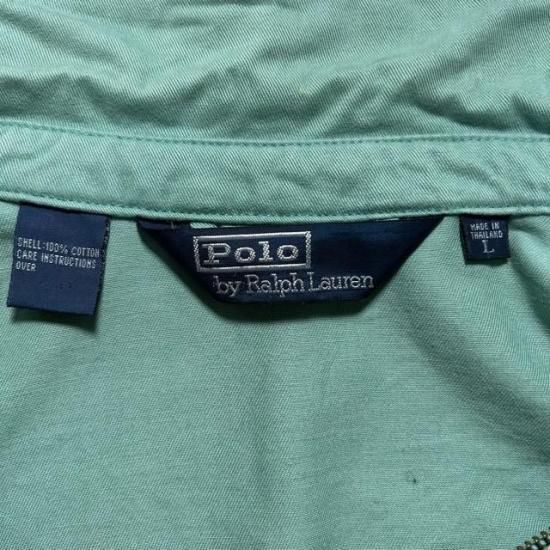 SHELL:100% COTTON
CARE INSTRUCTIONS
OVER
Polo
by Ralph Lauren
MADE IN
THAILAND
L